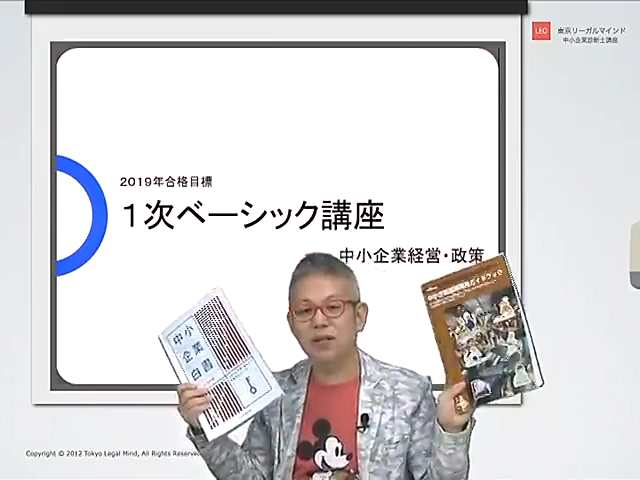 LEC
東京リーガルマインド
中小企業診断士講座
2019年合格目標
1次ベーシック講座
中小企業経営・政策
中小
企業
白書
Copyright © 2012 Tokyo Legal Mind, All Rights Reserved